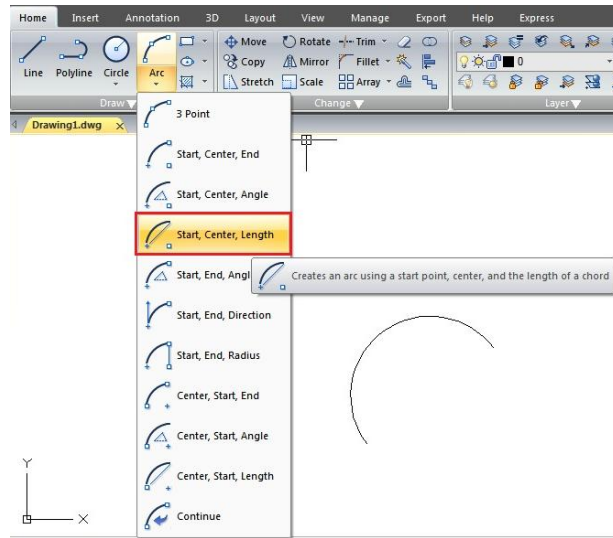 Home Insert Annotation 3D Layout View Manage Export Help Express
Move Rotate Trim
Copy Mirror Fillet
Line Polyline Circle Arc Stretch Scale Array
0
Draw Change Layer
Drawing1.dwg x
3 Point
Start, Center, End
Start, Center, Angle
Start, Center, Length
Start, End, Angl
Creates an arc using a start point, center, and the length of a chord
Start, End, Direction
Start, End, Radius
Center, Start, End
Center, Start, Angle
Center, Start, Length
Continue
Y
X